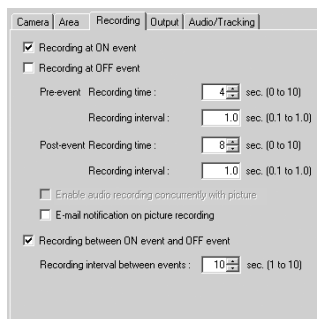 Camera Area Recording Output Audio/Tracking
Recording at ON event
Recording at OFF event
Pre-event Recording time : 4 sec. (0 to 10)
Recording interval : 1.0 sec. (0.1 to 1.0)
Post-event Recording time : 8 sec. (0 to 10)
Recording interval : 1.0 sec. (0.1 to 1.0)
Enable audio recording concurrently with picture
E-mail notification on picture recording
Recording between ON event and OFF event
Recording interval between events : 10 sec. (1 to 10)